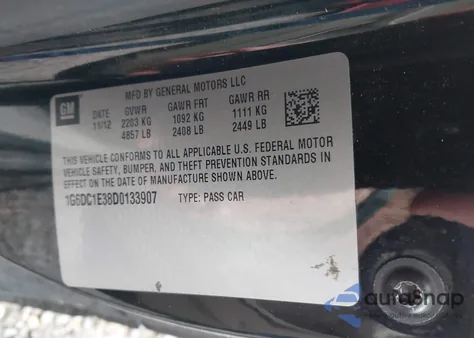 MFD BY GENERAL MOTORS LLC
GM
DATE GVWR GAWR FRT GAWR RR
11/12 2203 KG 1092 KG 1111 KG
4857 LB 2408 LB 2449 LB
THIS VEHICLE CONFORMS TO ALL APPLICABLE U.S. FEDERAL MOTOR
VEHICLE SAFETY, BUMPER, AND THEFT PREVENTION STANDARDS IN
EFFECT ON THE DATE OF MANUFACTURE SHOWN ABOVE.
1G6DC1E38D0133907 TYPE: PASS CAR
autosnap